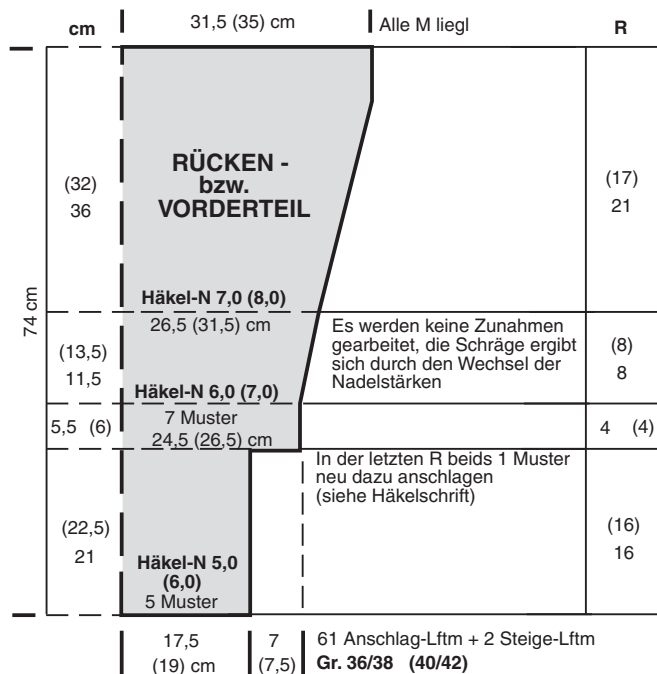 31,5 (35) cm
Alle M liegl
cm
R
RÜCKEN -
bzw.
VORDERTEIL
(32)
36
(17)
21
74 cm
Häkel-N 7,0 (8,0)
26,5 (31,5) cm
Es werden keine Zunahmen
gearbeitet, die Schräge ergibt
sich durch den Wechsel der
Nadelstärken
(13,5)
11,5
(8)
8
Häkel-N 6,0 (7,0)
5,5 (6)
7 Muster
24,5 (26,5) cm
4 (4)
In der letzten R beids 1 Muster
neu dazu anschlagen
(siehe Häkelschrift)
(22,5)
21
(16)
16
Häkel-N 5,0
(6,0)
5 Muster
17,5
(19) cm
7
(7,5)
61 Anschlag-Lftm + 2 Steige-Lftm
Gr. 36/38 (40/42)